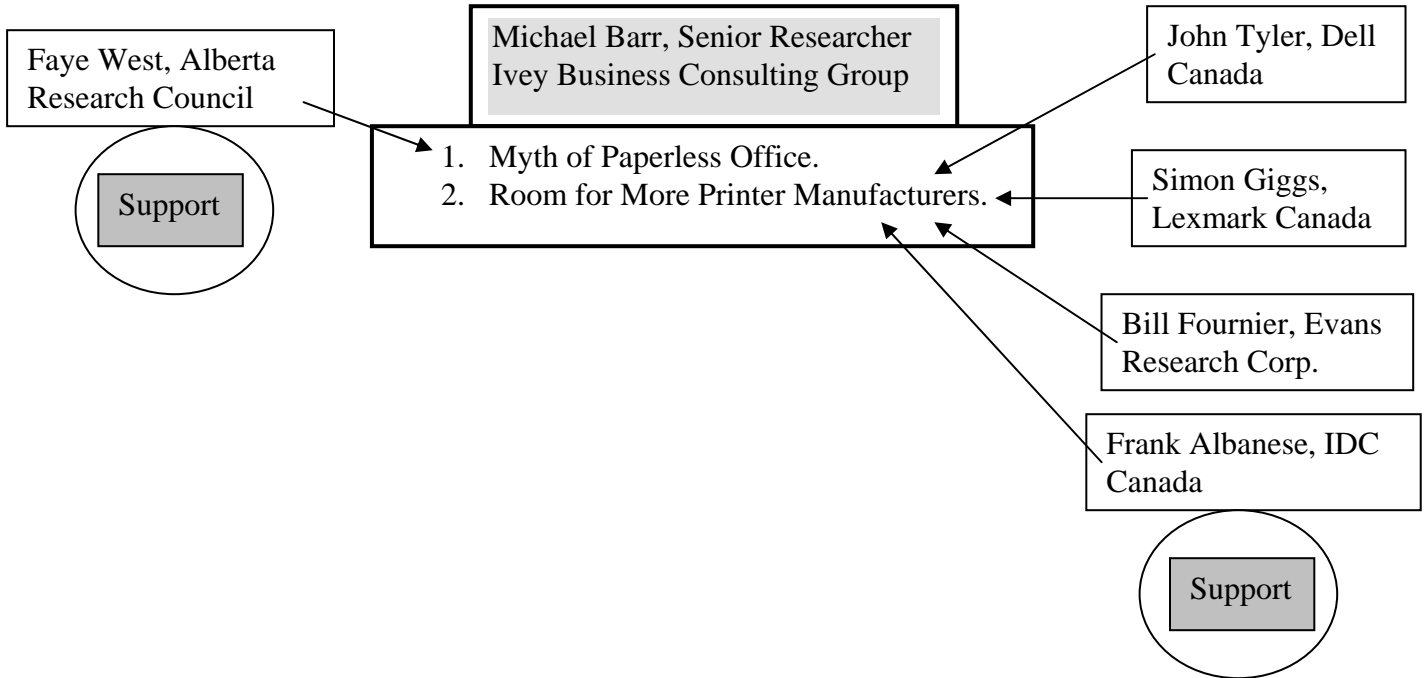 Faye West, Alberta
Research Council
Support
Michael Barr, Senior Researcher
Ivey Business Consulting Group
1. Myth of Paperless Office.
2. Room for More Printer Manufacturers.
John Tyler, Dell
Canada
Simon Giggs,
Lexmark Canada
Bill Fournier, Evans
Research Corp.
Frank Albanese, IDC
Canada
Support